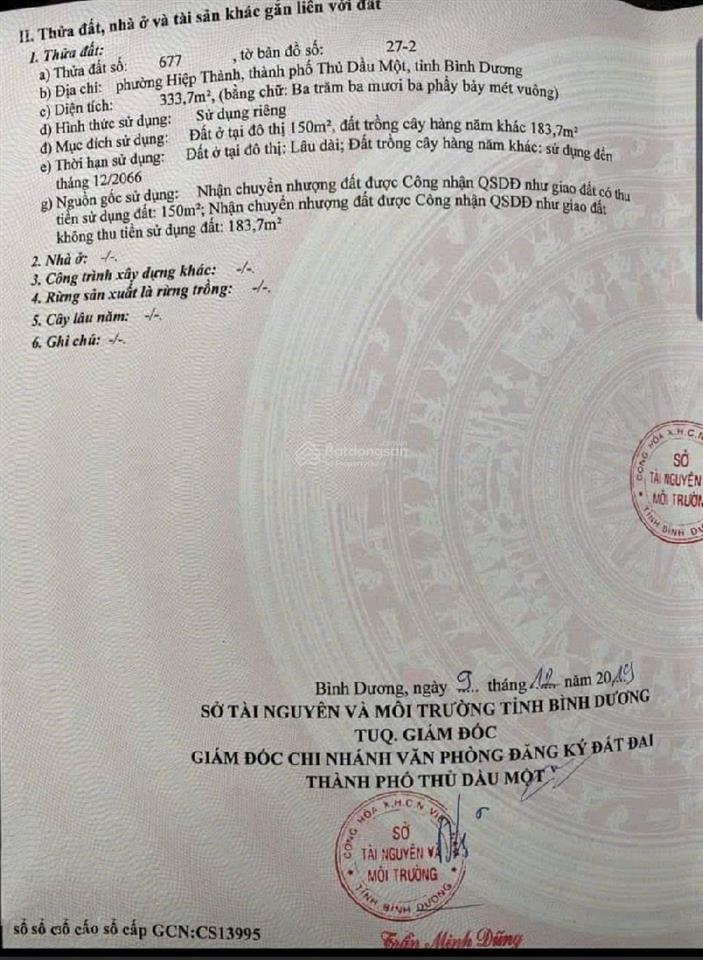 II. Thửa đất, nhà ở và tài sản khác gắn liền với đất
1. Thửa đất:
a) Thửa đất số: 677 , tờ bản đồ số: 27-2
b) Địa chỉ: phường Hiệp Thành, thành phố Thủ Dầu Một, tỉnh Bình Dương
c) Diện tích: 333,7m², (bằng chữ: Ba trăm ba mươi ba phẩy bảy mét vuông)
d) Hình thức sử dụng: Sử dụng riêng
đ) Mục đích sử dụng: Đất ở tại đô thị 150m², đất trồng cây hàng năm khác 183,7m²
e) Thời hạn sử dụng: Đất ở tại đô thị: Lâu dài; Đất trồng cây hàng năm khác: sử dụng đến
tháng 12/2066
g) Nguồn gốc sử dụng: Nhận chuyển nhượng đất được Công nhận QSDĐ như giao đất có thu
tiền sử dụng đất: 150m²; Nhận chuyển nhượng đất được Công nhận QSDĐ như giao đất
không thu tiền sử dụng đất: 183,7m²
2. Nhà ở: -/-.
3. Công trình xây dựng khác: -/-.
4. Rừng sản xuất là rừng trồng: -/-.
5. Cây lâu năm: -/-.
6. Ghi chú: -/-.
Batdongsan
CỘNG HÒA X.H.C.N
SỞ
TÀI NGUYÊN
MÔI TRƯỜN
TỈNH BÌNH DƯ
Bình Dương, ngày 9 tháng 12 năm 2019
SỞ TÀI NGUYÊN VÀ MÔI TRƯỜNG TỈNH BÌNH DƯƠNG
TUQ. GIÁM ĐỐC
GIÁM ĐỐC CHI NHÁNH VĂN PHÒNG ĐĂNG KÝ ĐẤT ĐAI
THÀNH PHỐ THỦ DẦU MỘT
CỘNG HÒA X.H.C.N VIỆT
SỞ
TÀI NGUYÊN VÀ
MÔI TRƯỜNG
TỈNH BÌNH DƯƠNG
cấp GCN:CS13995
Trần Minh Dũng